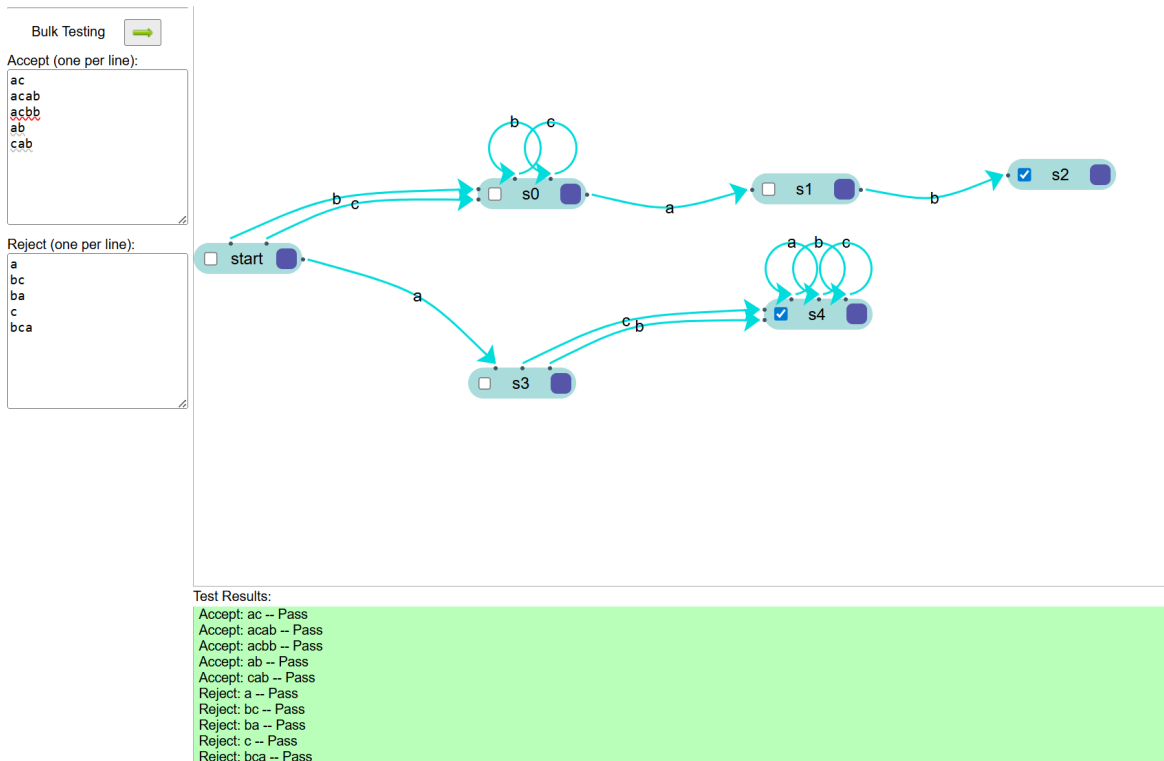 Bulk Testing
Accept (one per line):
ac
acab
acbb
ab
cab
Reject (one per line):
a
bc
ba
c
bca
b c
b
c
s0
a
s1
b
s2
start
a
a b c
c
b
s4
s3
Test Results:
Accept: ac -- Pass
Accept: acab -- Pass
Accept: acbb -- Pass
Accept: ab -- Pass
Accept: cab -- Pass
Reject: a -- Pass
Reject: bc -- Pass
Reject: ba -- Pass
Reject: c -- Pass
Reject: bca -- Pass